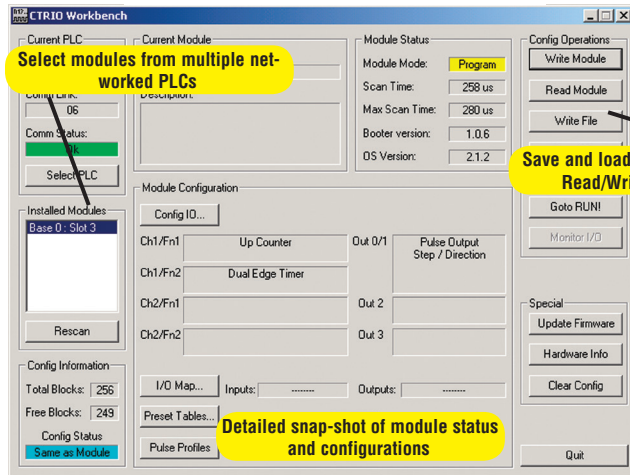 CTRIO Workbench
Current PLC
Select modules from multiple net-
worked PLCs
06
Comm Status:
Select PLC
Installed Modules
Base 0 : Slot 3
Rescan
Config Information
Total Blocks: 256
Free Blocks: 249
Config Status
Same as Module
Current Module
Description:
Module Status
Module Mode: Program
Scan Time: 258 us
Max Scan Time: 280 us
Booter version: 1.0.6
OS Version: 2.1.2
Module Configuration
Config IO...
Ch1/Fn1 Up Counter Out 0/1 Pulse Output
Step / Direction
Ch1/Fn2 Dual Edge Timer
Ch2/Fn1 Out 2
Ch2/Fn2 Out 3
I/O Map... Inputs: -------- Outputs: --------
Preset Tables...
Pulse Profiles
Detailed snap-shot of module status
and configurations
Config Operations
Write Module
Read Module
Write File
Save and load
Read/Wri
Goto RUN!
Monitor I/O
Special
Update Firmware
Hardware Info
Clear Config
Quit